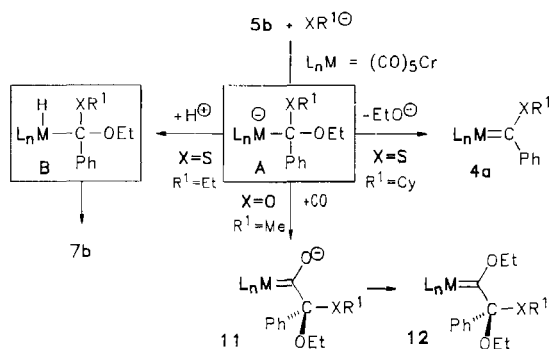 5b + XR¹⊖
LₙM = (CO)₅Cr
H
LₙM
XR¹
C
OEt
Ph
B
+H⊕
X=S
R¹=Et
⊖
LₙM
XR¹
C
OEt
Ph
A
-EtO⊖
X=S
R¹=Cy
LₙM=C
XR¹
Ph
4a
7b
X=O
R¹=Me
+CO
O⊖
LₙM
C
XR¹
Ph
OEt
11
OEt
LₙM
C
XR¹
Ph
OEt
12